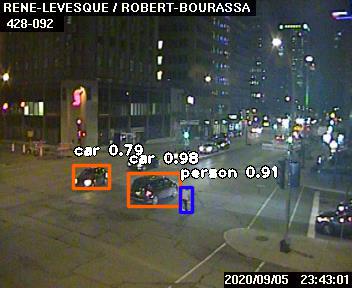 RENE-LEVESQUE / ROBERT-BOURASSA
428-092
car 0.79
car 0.98
person 0.91
2020/09/05 23:43:01